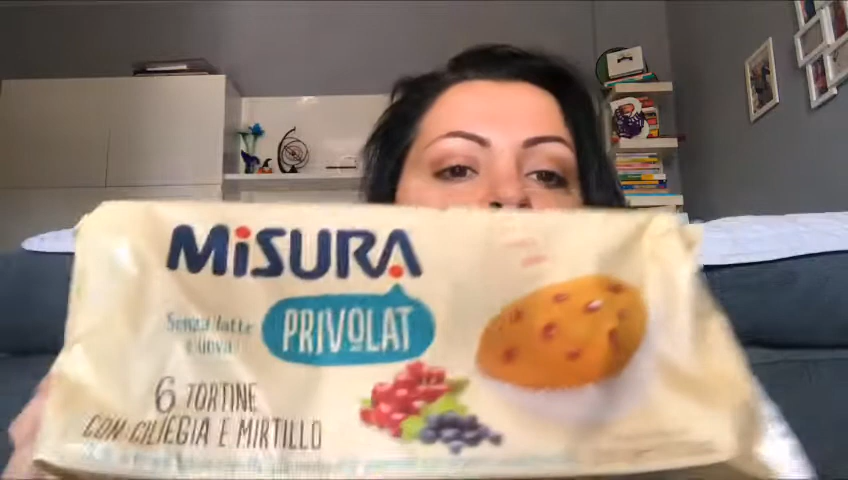 MISURA
PRIVOLAT
Senza latte
e uova
6 TORTINE
CON CILIEGIA E MIRTILLO